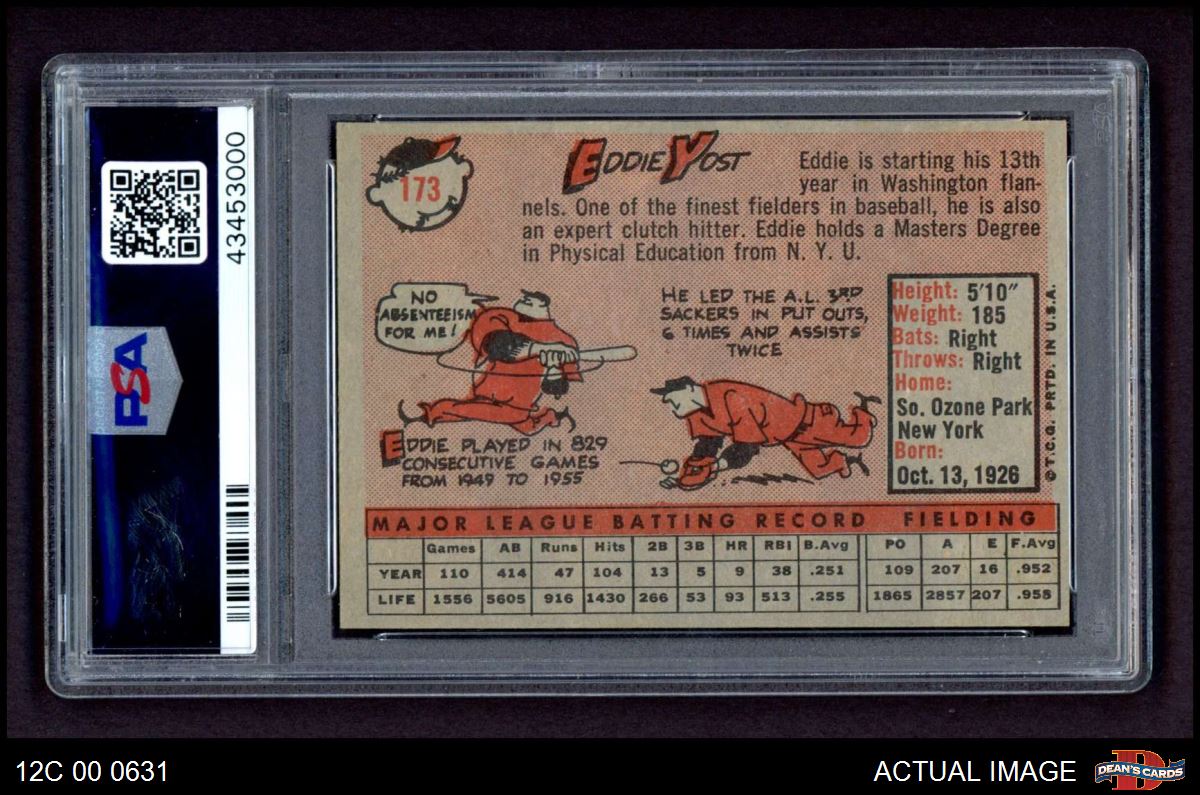 43453000
PSA
173
EDDIE YOST
Eddie is starting his 13th
year in Washington flan-
nels. One of the finest fielders in baseball, he is also
an expert clutch hitter. Eddie holds a Masters Degree
in Physical Education from N. Y. U.
NO
ABSENTEEISM
FOR ME!
EDDIE PLAYED IN 829
CONSECUTIVE GAMES
FROM 1949 TO 1955
HE LED THE A.L. 3RD
SACKERS IN PUT OUTS,
6 TIMES AND ASSISTS
TWICE
Height: 5'10"
Weight: 185
Bats: Right
Throws: Right
Home:
So. Ozone Park
New York
Born:
Oct. 13, 1926
©T.C.G. PRTD. IN U.S.A.
MAJOR LEAGUE BATTING RECORD FIELDING
Games AB Runs Hits 2B 3B HR RBI B.Avg PO A E F.Avg
YEAR 110 414 47 104 13 5 9 38 .251 109 207 16 .952
LIFE 1556 5605 916 1430 266 53 93 513 .255 1865 2857 207 .958
12C 00 0631
ACTUAL IMAGE
DEAN'S CARDS